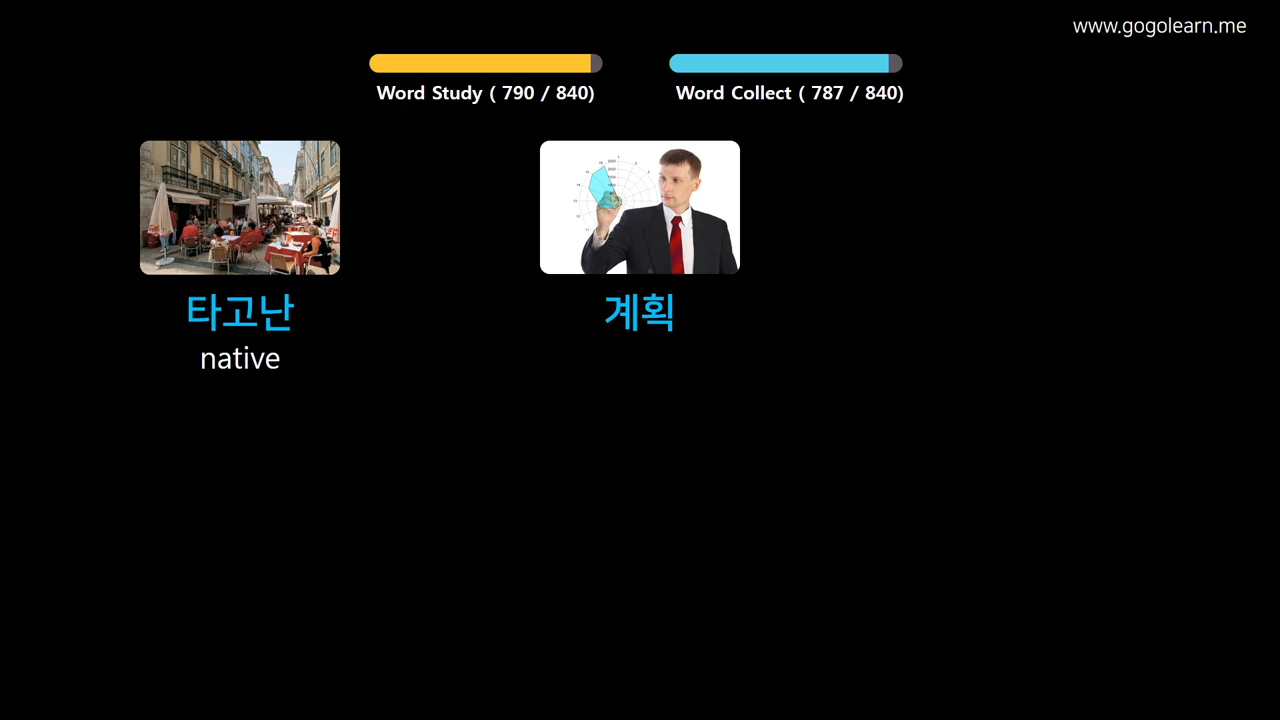 www.gogolearn.me
Word Study ( 790 / 840)
Word Collect ( 787 / 840)
타고난
native
계획